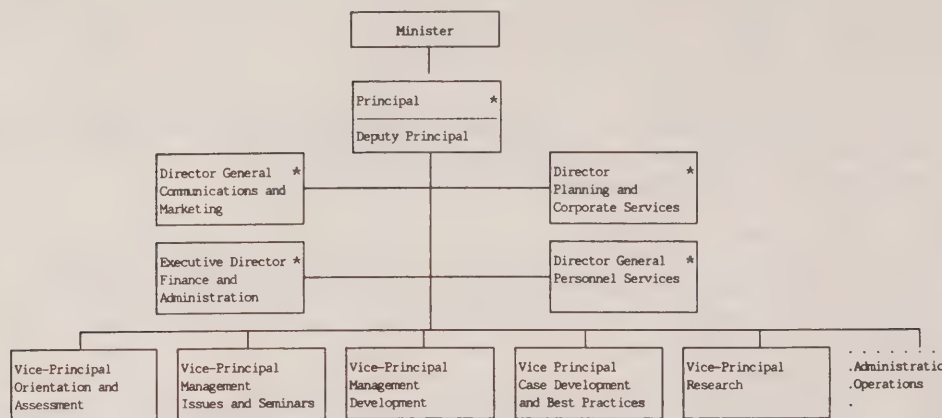 Minister
Principal *
Deputy Principal
Director General *
Communications and
Marketing
Director *
Planning and
Corporate Services
Executive Director *
Finance and
Administration
Director General *
Personnel Services
Vice-Principal
Orientation and
Assessment
Vice-Principal
Management
Issues and Seminars
Vice-Principal
Management
Development
Vice Principal
Case Development
and Best Practices
Vice-Principal
Research
.Administratio
.Operations
.